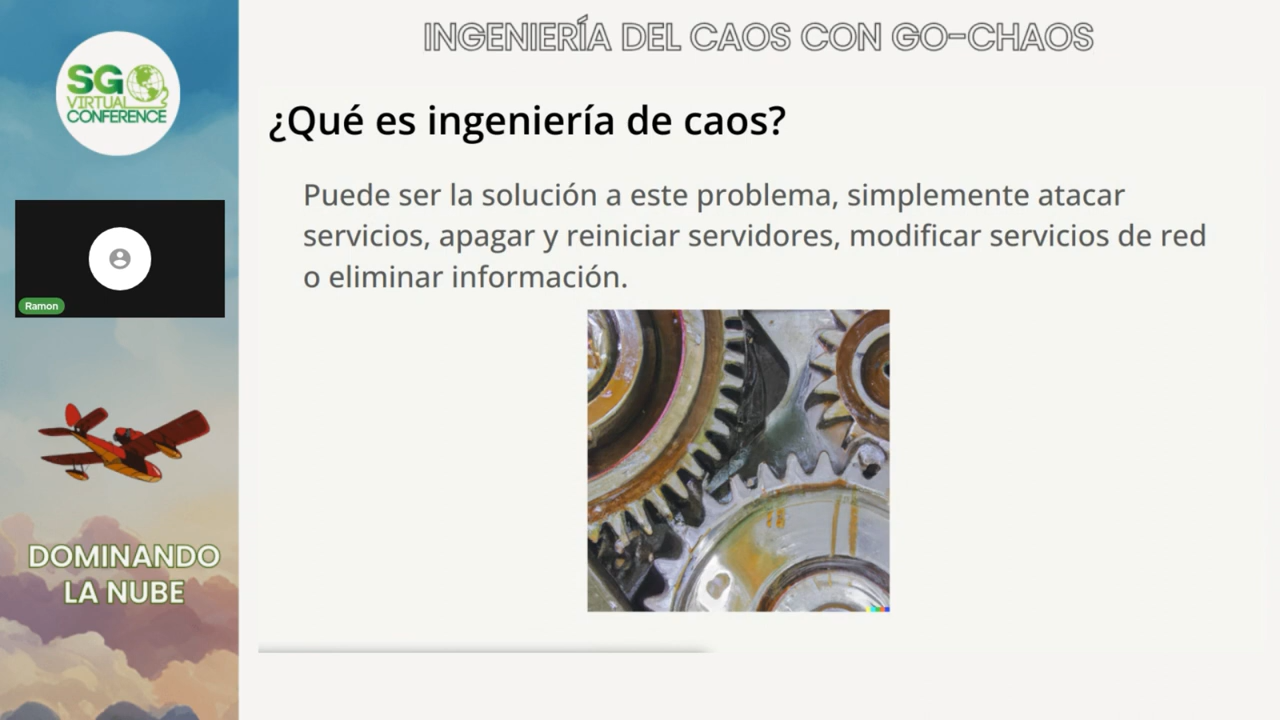 INGENIERÍA DEL CAOS CON GO-CHAOS
SG
VIRTUAL
CONFERENCE
¿Qué es ingeniería de caos?
Puede ser la solución a este problema, simplemente atacar
servicios, apagar y reiniciar servidores, modificar servicios de red
o eliminar información.
Ramon
DOMINANDO
LA NUBE